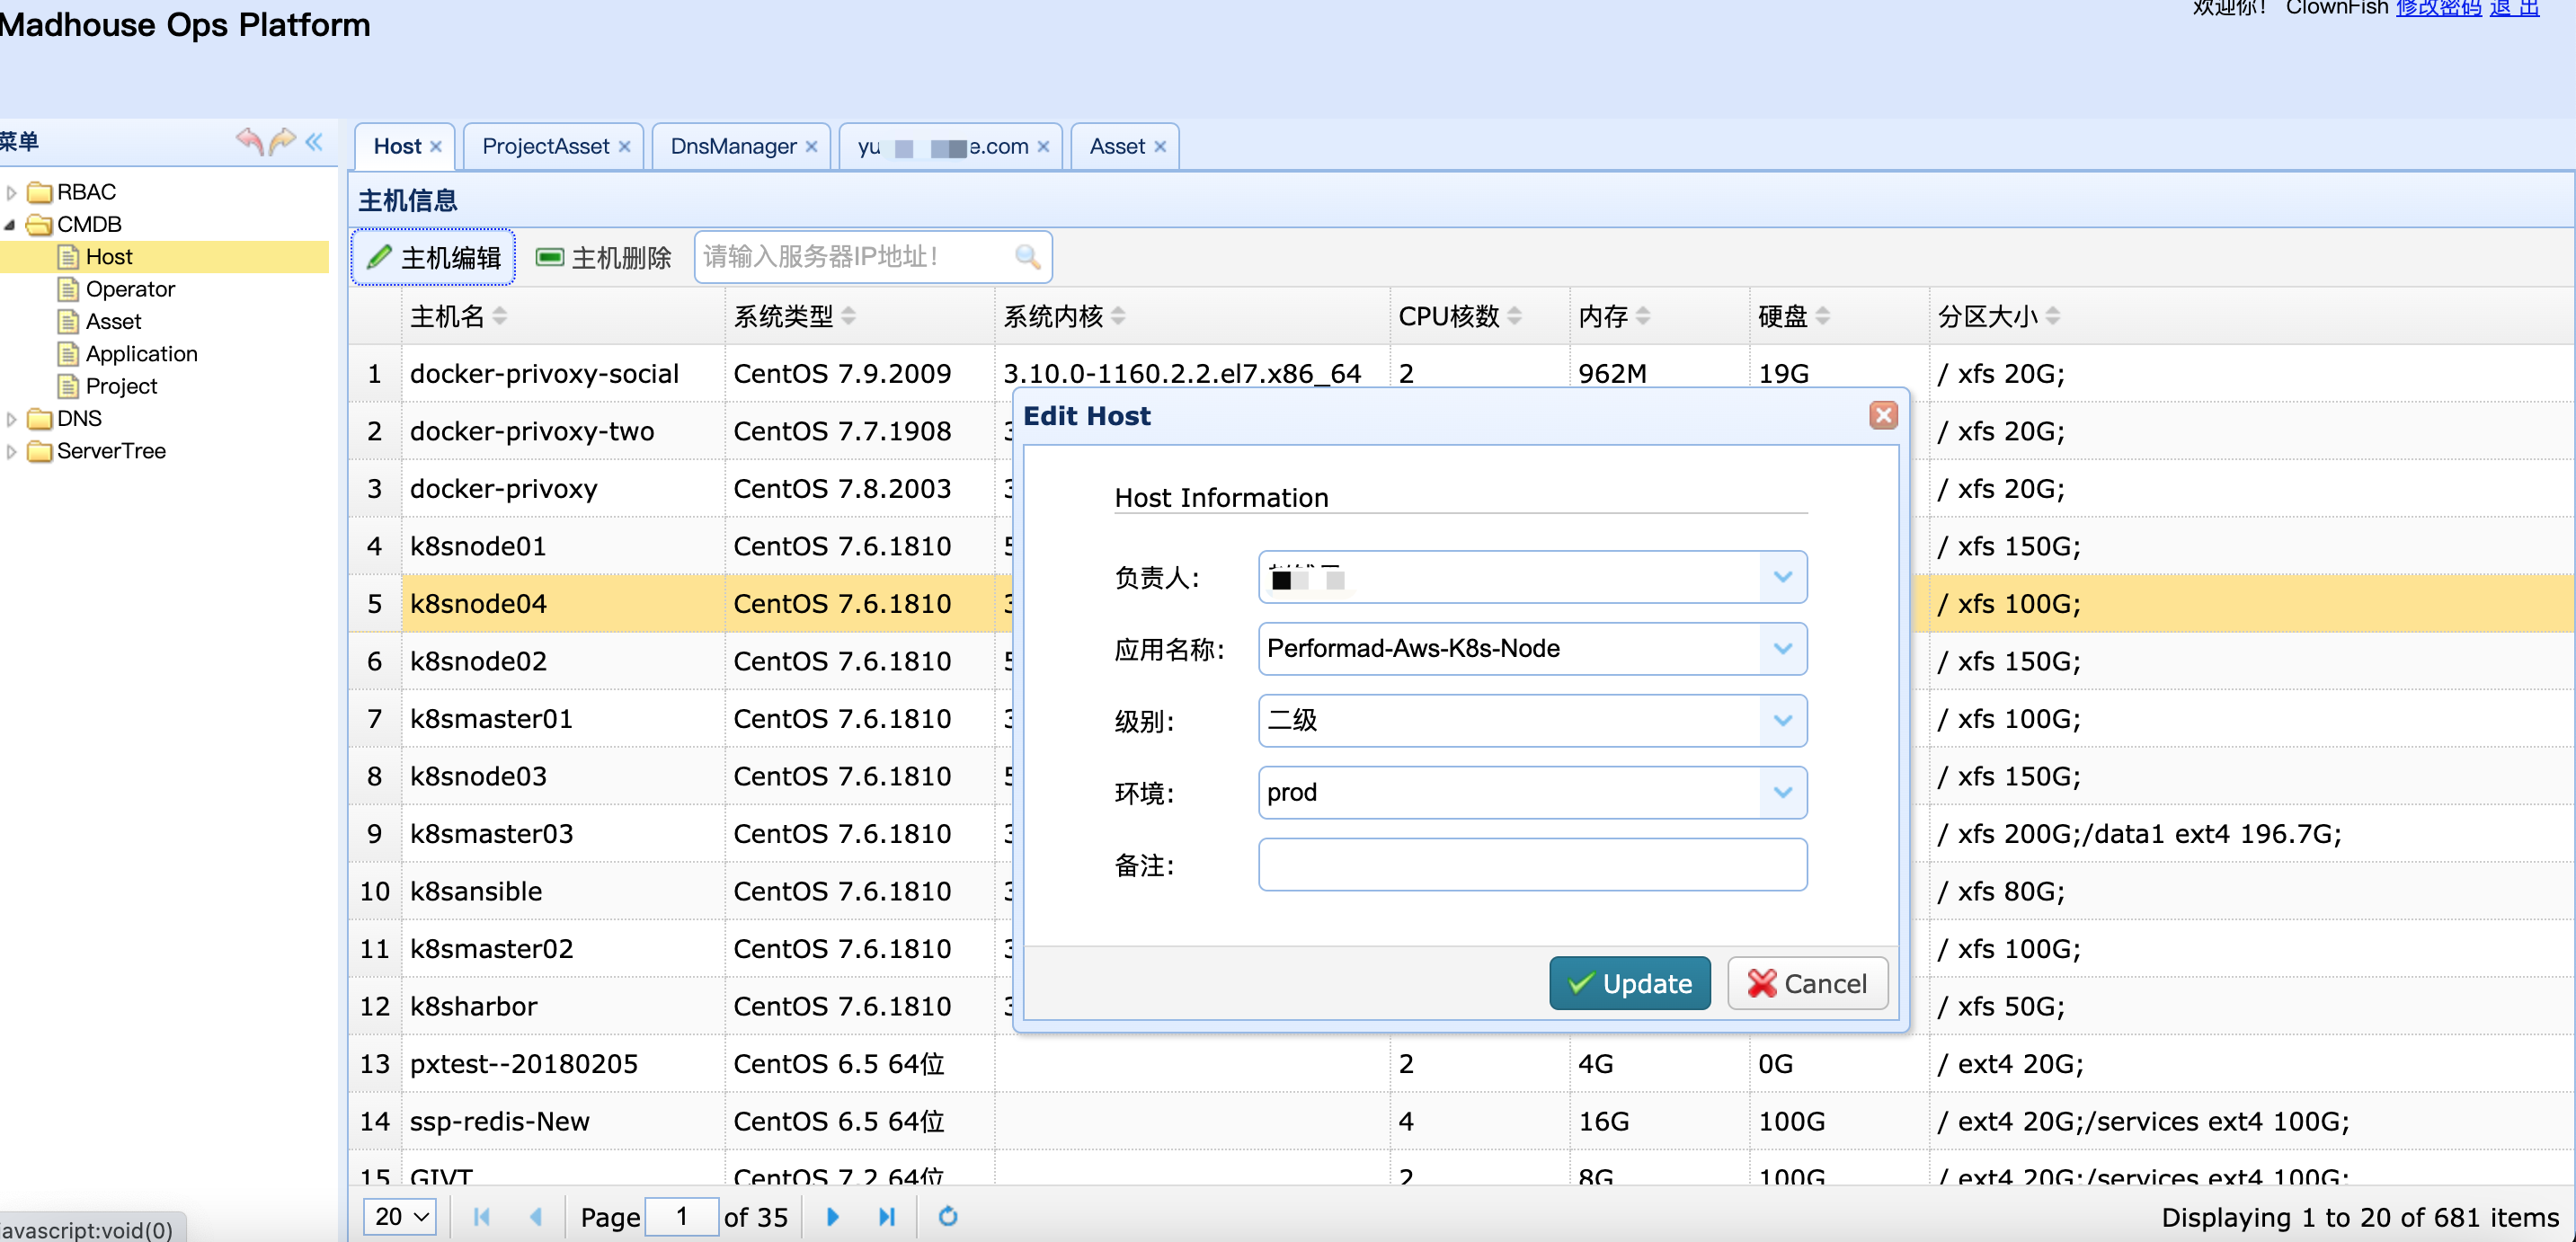 Madhouse Ops Platform
欢迎你! ClownFish 修改密码 退 出
菜单
Host ProjectAsset DnsManager yu e.com Asset
RBAC
CMDB
Host
Operator
Asset
Application
Project
DNS
ServerTree
主机信息
主机编辑 主机删除 请输入服务器IP地址!
主机名 系统类型 系统内核 CPU核数 内存 硬盘 分区大小
1 docker-privoxy-social CentOS 7.9.2009 3.10.0-1160.2.2.el7.x86_64 2 962M 19G / xfs 20G;
2 docker-privoxy-two CentOS 7.7.1908 / xfs 20G;
3 docker-privoxy CentOS 7.8.2003 / xfs 20G;
4 k8snode01 CentOS 7.6.1810 / xfs 150G;
5 k8snode04 CentOS 7.6.1810 / xfs 100G;
6 k8snode02 CentOS 7.6.1810 / xfs 150G;
7 k8smaster01 CentOS 7.6.1810 / xfs 100G;
8 k8snode03 CentOS 7.6.1810 / xfs 150G;
9 k8smaster03 CentOS 7.6.1810 / xfs 200G;/data1 ext4 196.7G;
10 k8sansible CentOS 7.6.1810 / xfs 80G;
11 k8smaster02 CentOS 7.6.1810 / xfs 100G;
12 k8sharbor CentOS 7.6.1810 / xfs 50G;
13 pxtest--20180205 CentOS 6.5 64位 2 4G 0G / ext4 20G;
14 ssp-redis-New CentOS 6.5 64位 4 16G 100G / ext4 20G;/services ext4 100G;
15 GIVT CentOS 7.2 64位 2 8G 100G / ext4 20G;/services ext4 100G;
Edit Host
Host Information
负责人:
应用名称: Performad-Aws-K8s-Node
级别: 二级
环境: prod
备注:
Update Cancel
20 Page 1 of 35 Displaying 1 to 20 of 681 items
javascript:void(0)